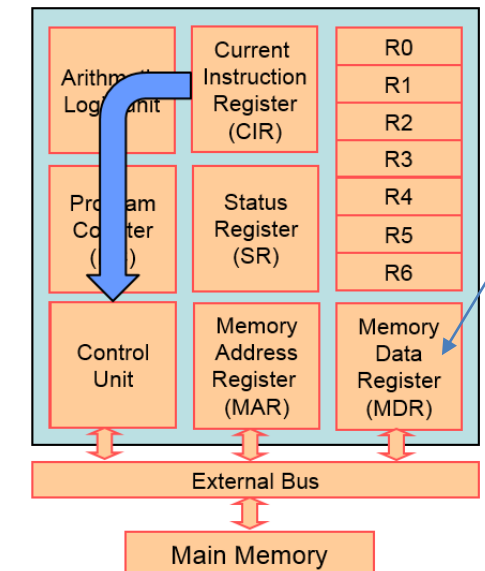 Current
Instruction
Register
(CIR)
R0
R1
R2
R3
R4
R5
R6
Status
Register
(SR)
Control
Unit
Memory
Address
Register
(MAR)
Memory
Data
Register
(MDR)
External Bus
Main Memory